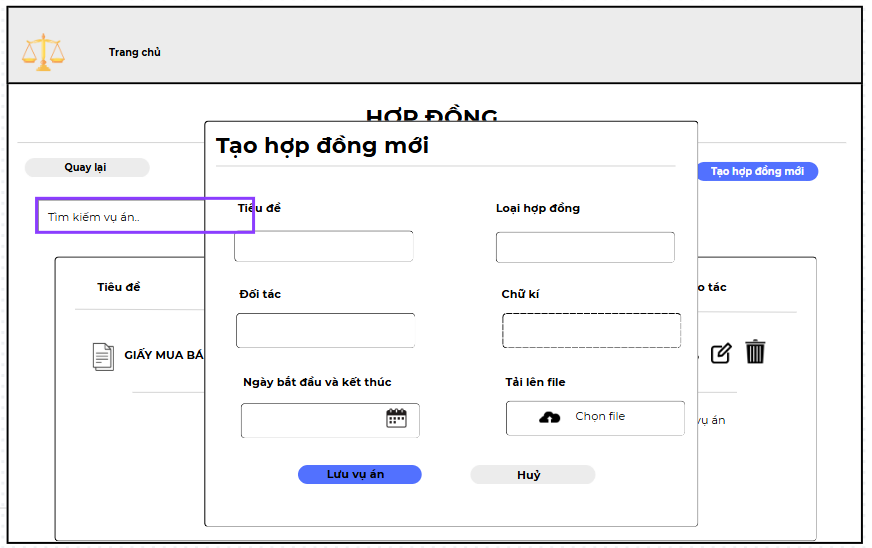 Trang chủ
HỢP ĐỒNG
Tạo hợp đồng mới
Quay lại
Tạo hợp đồng mới
Tìm kiếm vụ án..
Tiêu đề
Loại hợp đồng
Tiêu đề
Đối tác
Chữ kí
GIẤY MUA BÁ
Ngày bắt đầu và kết thúc
Tải lên file
Chọn file
vụ án
Lưu vụ án
Huỷ